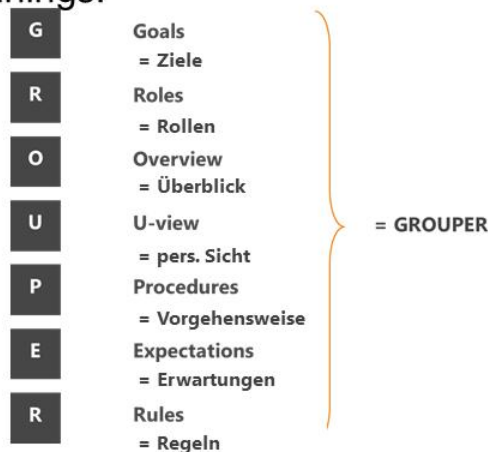 G Goals
= Ziele
R Roles
= Rollen
O Overview
= Überblick
U U-view = GROUPER
= pers. Sicht
P Procedures
= Vorgehensweise
E Expectations
= Erwartungen
R Rules
= Regeln